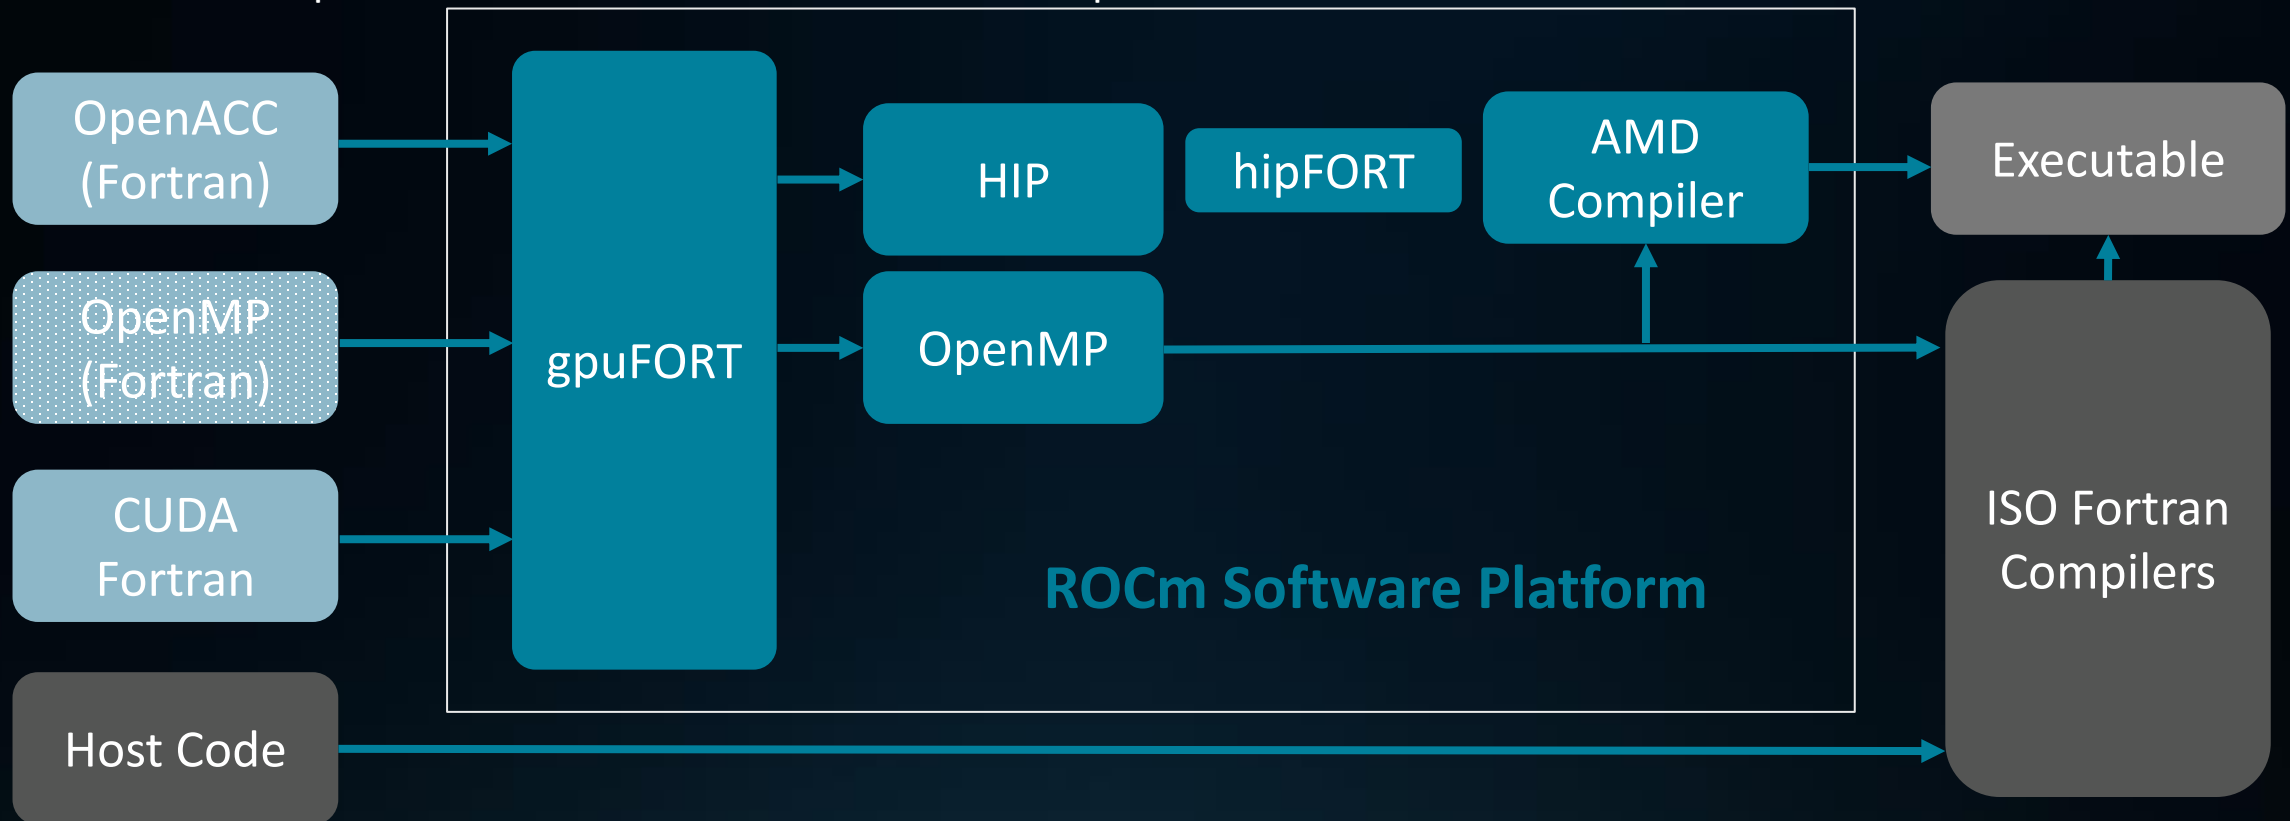 OpenACC
(Fortran)
OpenMP
(Fortran)
CUDA
Fortran
Host Code
gpuFORT
HIP
OpenMP
hipFORT
AMD
Compiler
ROCm Software Platform
Executable
ISO Fortran
Compilers